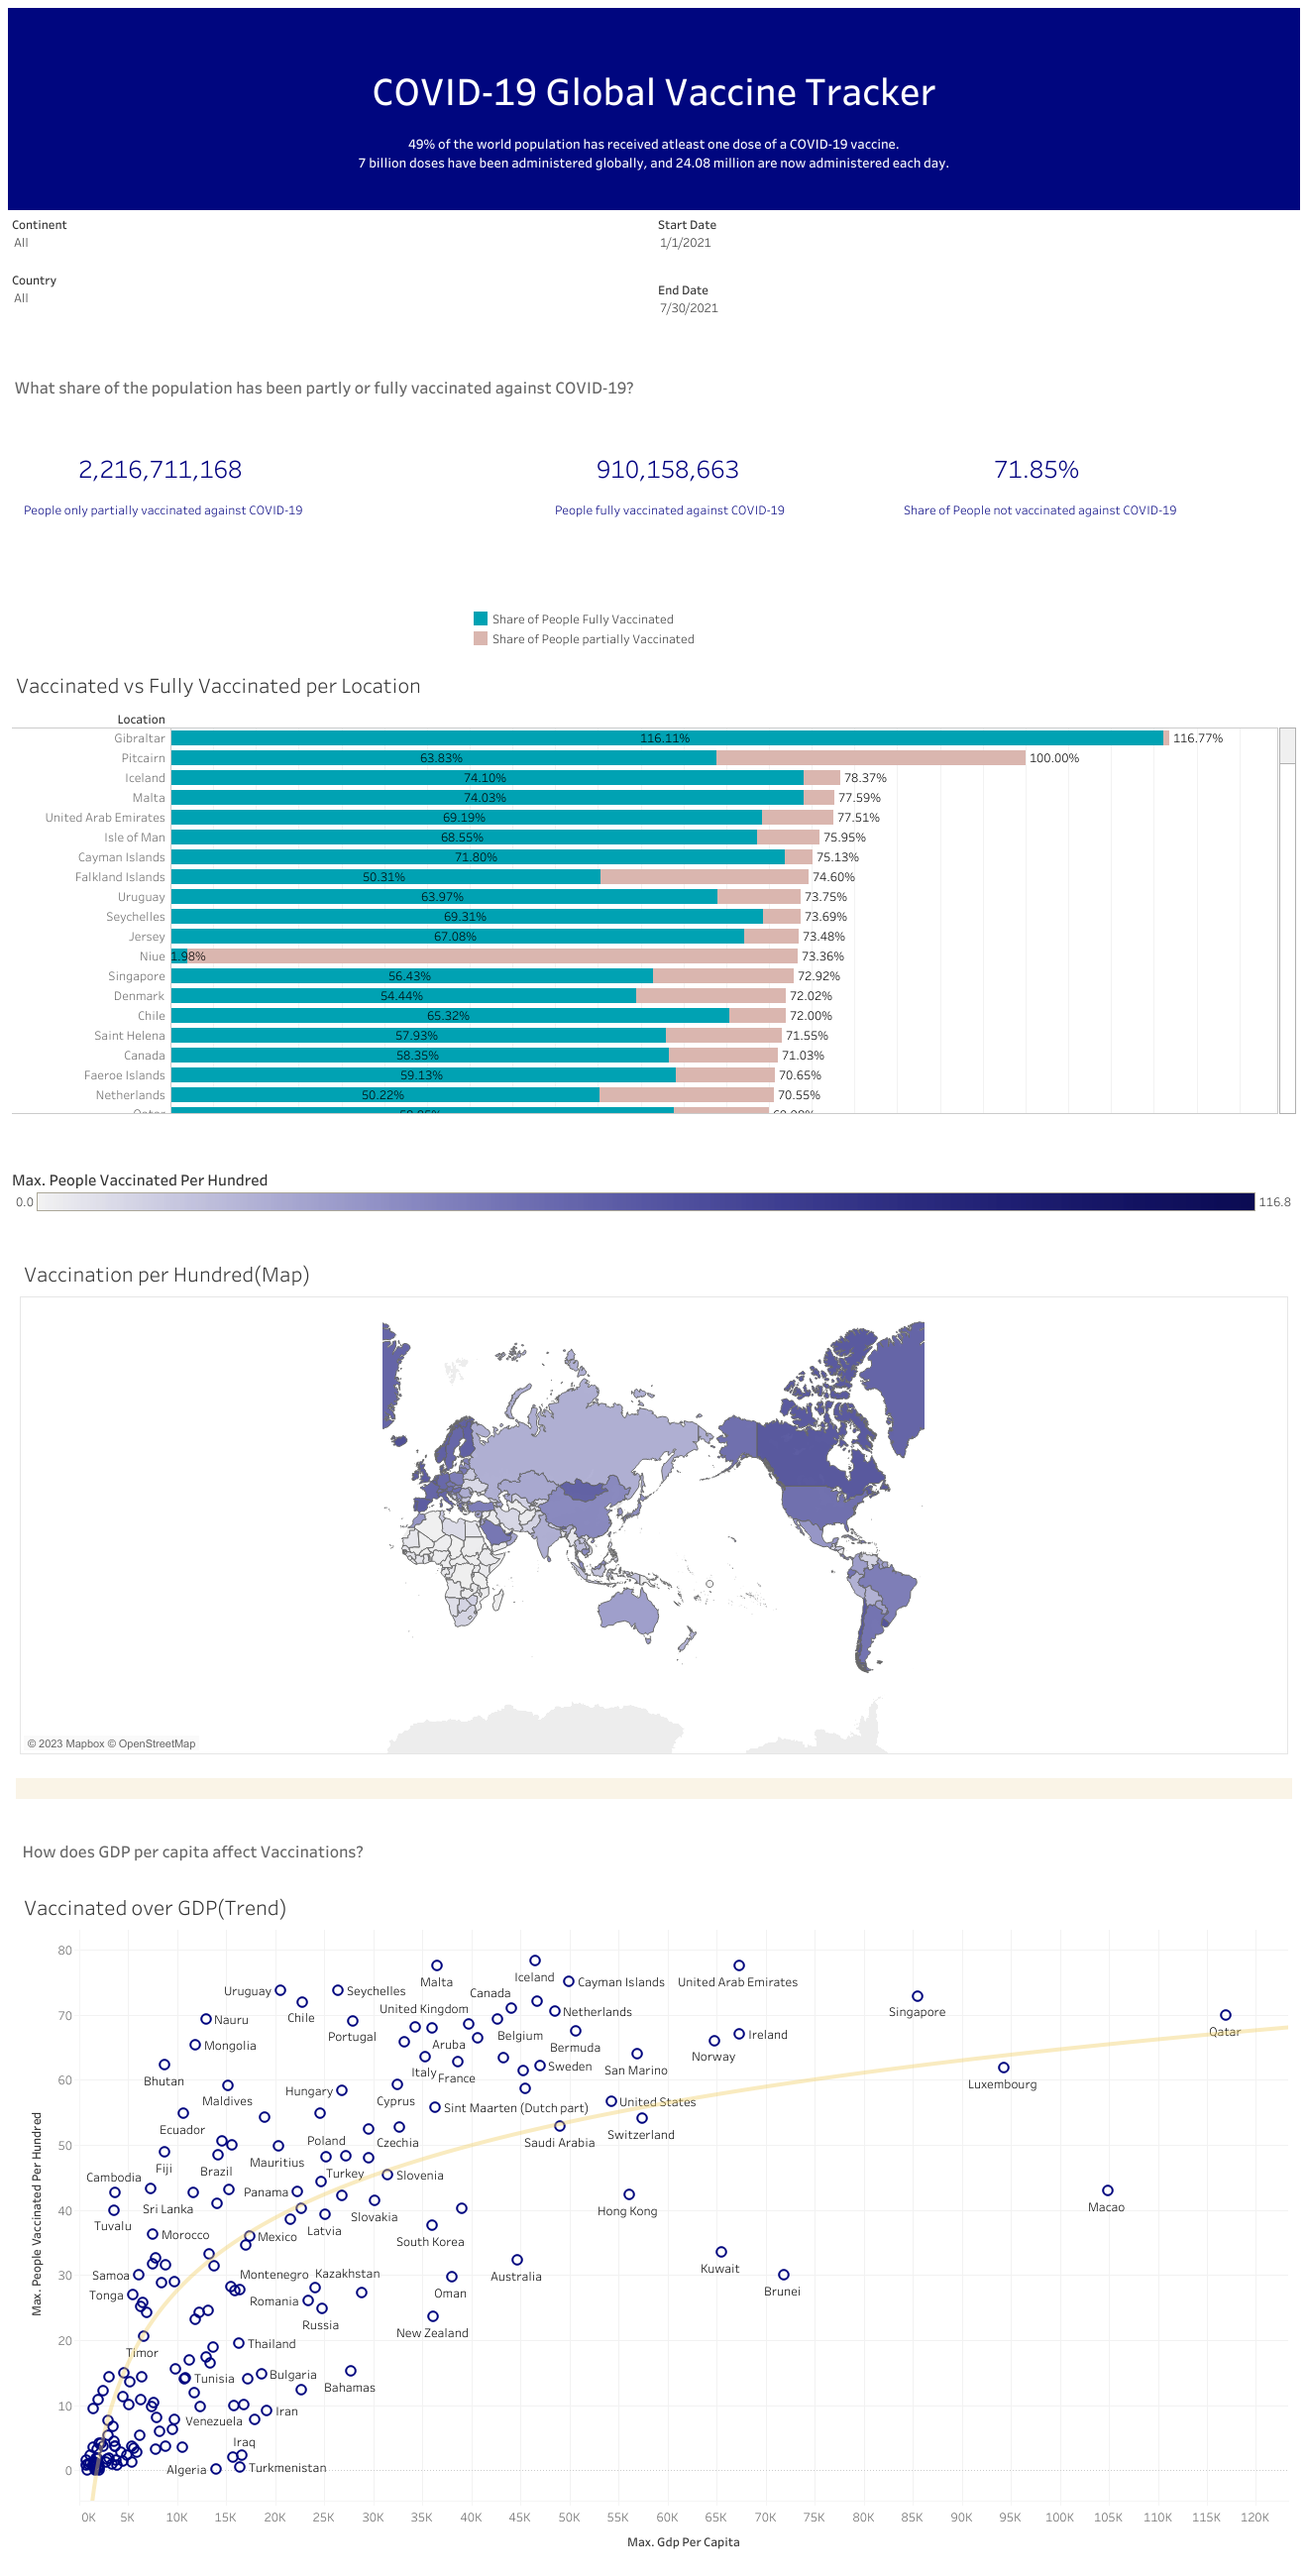 COVID-19 Global Vaccine Tracker
49% of the world population has received atleast one dose of a COVID-19 vaccine.
7 billion doses have been administered globally, and 24.08 million are now administered each day.
Continent
All
Start Date
1/1/2021
Country
All
End Date
7/30/2021
What share of the population has been partly or fully vaccinated against COVID-19?
2,216,711,168
People only partially vaccinated against COVID-19
910,158,663
People fully vaccinated against COVID-19
71.85%
Share of People not vaccinated against COVID-19
Share of People Fully Vaccinated
Share of People partially Vaccinated
Vaccinated vs Fully Vaccinated per Location
Location
Gibraltar 116.11% 116.77%
Pitcairn 63.83% 100.00%
Iceland 74.10% 78.37%
Malta 74.03% 77.59%
United Arab Emirates 69.19% 77.51%
Isle of Man 68.55% 75.95%
Cayman Islands 71.80% 75.13%
Falkland Islands 50.31% 74.60%
Uruguay 63.97% 73.75%
Seychelles 69.31% 73.69%
Jersey 67.08% 73.48%
Niue 1.98% 73.36%
Singapore 56.43% 72.92%
Denmark 54.44% 72.02%
Chile 65.32% 72.00%
Saint Helena 57.93% 71.55%
Canada 58.35% 71.03%
Faeroe Islands 59.13% 70.65%
Netherlands 50.22% 70.55%
Max. People Vaccinated Per Hundred
0.0 116.8
Vaccination per Hundred(Map)
© 2023 Mapbox © OpenStreetMap
How does GDP per capita affect Vaccinations?
Vaccinated over GDP(Trend)
Max. People Vaccinated Per Hundred
80
70
60
50
40
30
20
10
0
Malta
Iceland
Cayman Islands
United Arab Emirates
Uruguay
Seychelles
Canada
Chile
United Kingdom
Netherlands
Singapore
Nauru
Portugal
Belgium
Qatar
Mongolia
Aruba
Bermuda
Ireland
Norway
Bhutan
Italy
France
Sweden
San Marino
Luxembourg
Maldives
Hungary
Cyprus
Sint Maarten (Dutch part)
United States
Ecuador
Poland
Czechia
Saudi Arabia
Switzerland
Fiji
Brazil
Mauritius
Turkey
Slovenia
Cambodia
Sri Lanka
Panama
Slovakia
Hong Kong
Macao
Tuvalu
Morocco
Mexico
Latvia
South Korea
Samoa
Montenegro
Kazakhstan
Australia
Kuwait
Tonga
Romania
Oman
Brunei
Russia
New Zealand
Timor
Thailand
Tunisia
Bulgaria
Bahamas
Venezuela
Iran
Iraq
Algeria
Turkmenistan
0K 5K 10K 15K 20K 25K 30K 35K 40K 45K 50K 55K 60K 65K 70K 75K 80K 85K 90K 95K 100K 105K 110K 115K 120K
Max. Gdp Per Capita